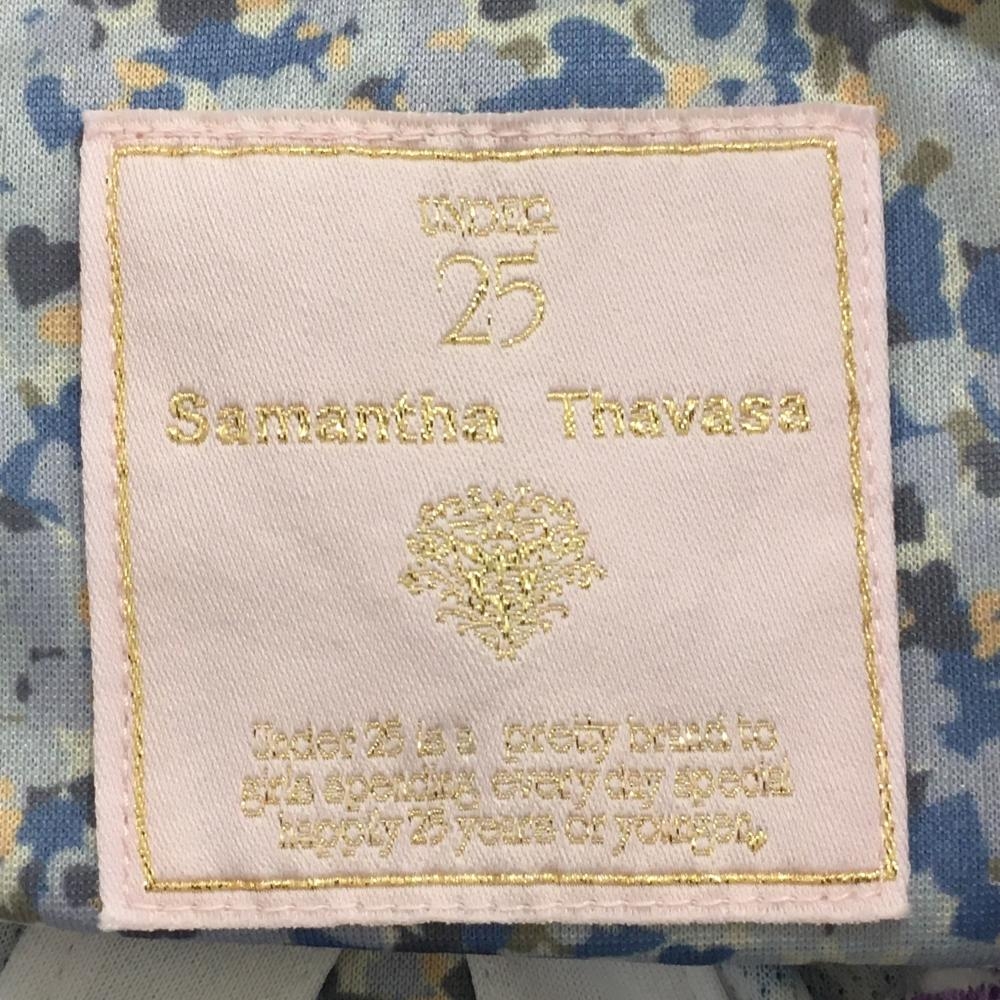 UNDER
25
Samantha Thavasa
Under 25 is a pretty brand to
girls spending every day special
happily 25 years or younger.